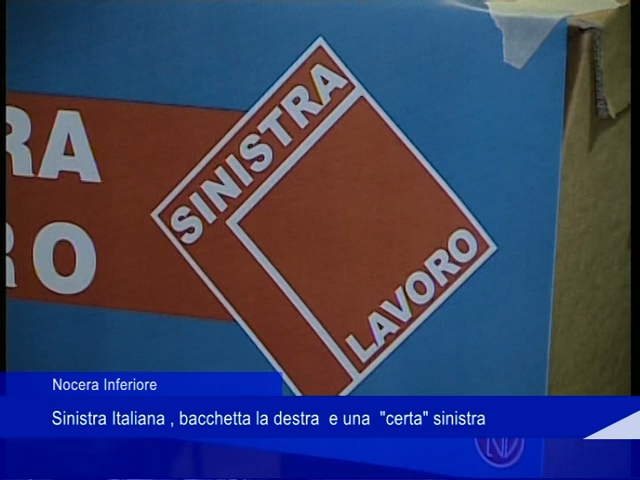 SINISTRA
RA
LAVORO
RO
Nocera Inferiore
Sinistra Italiana , bacchetta la destra e una "certa" sinistra